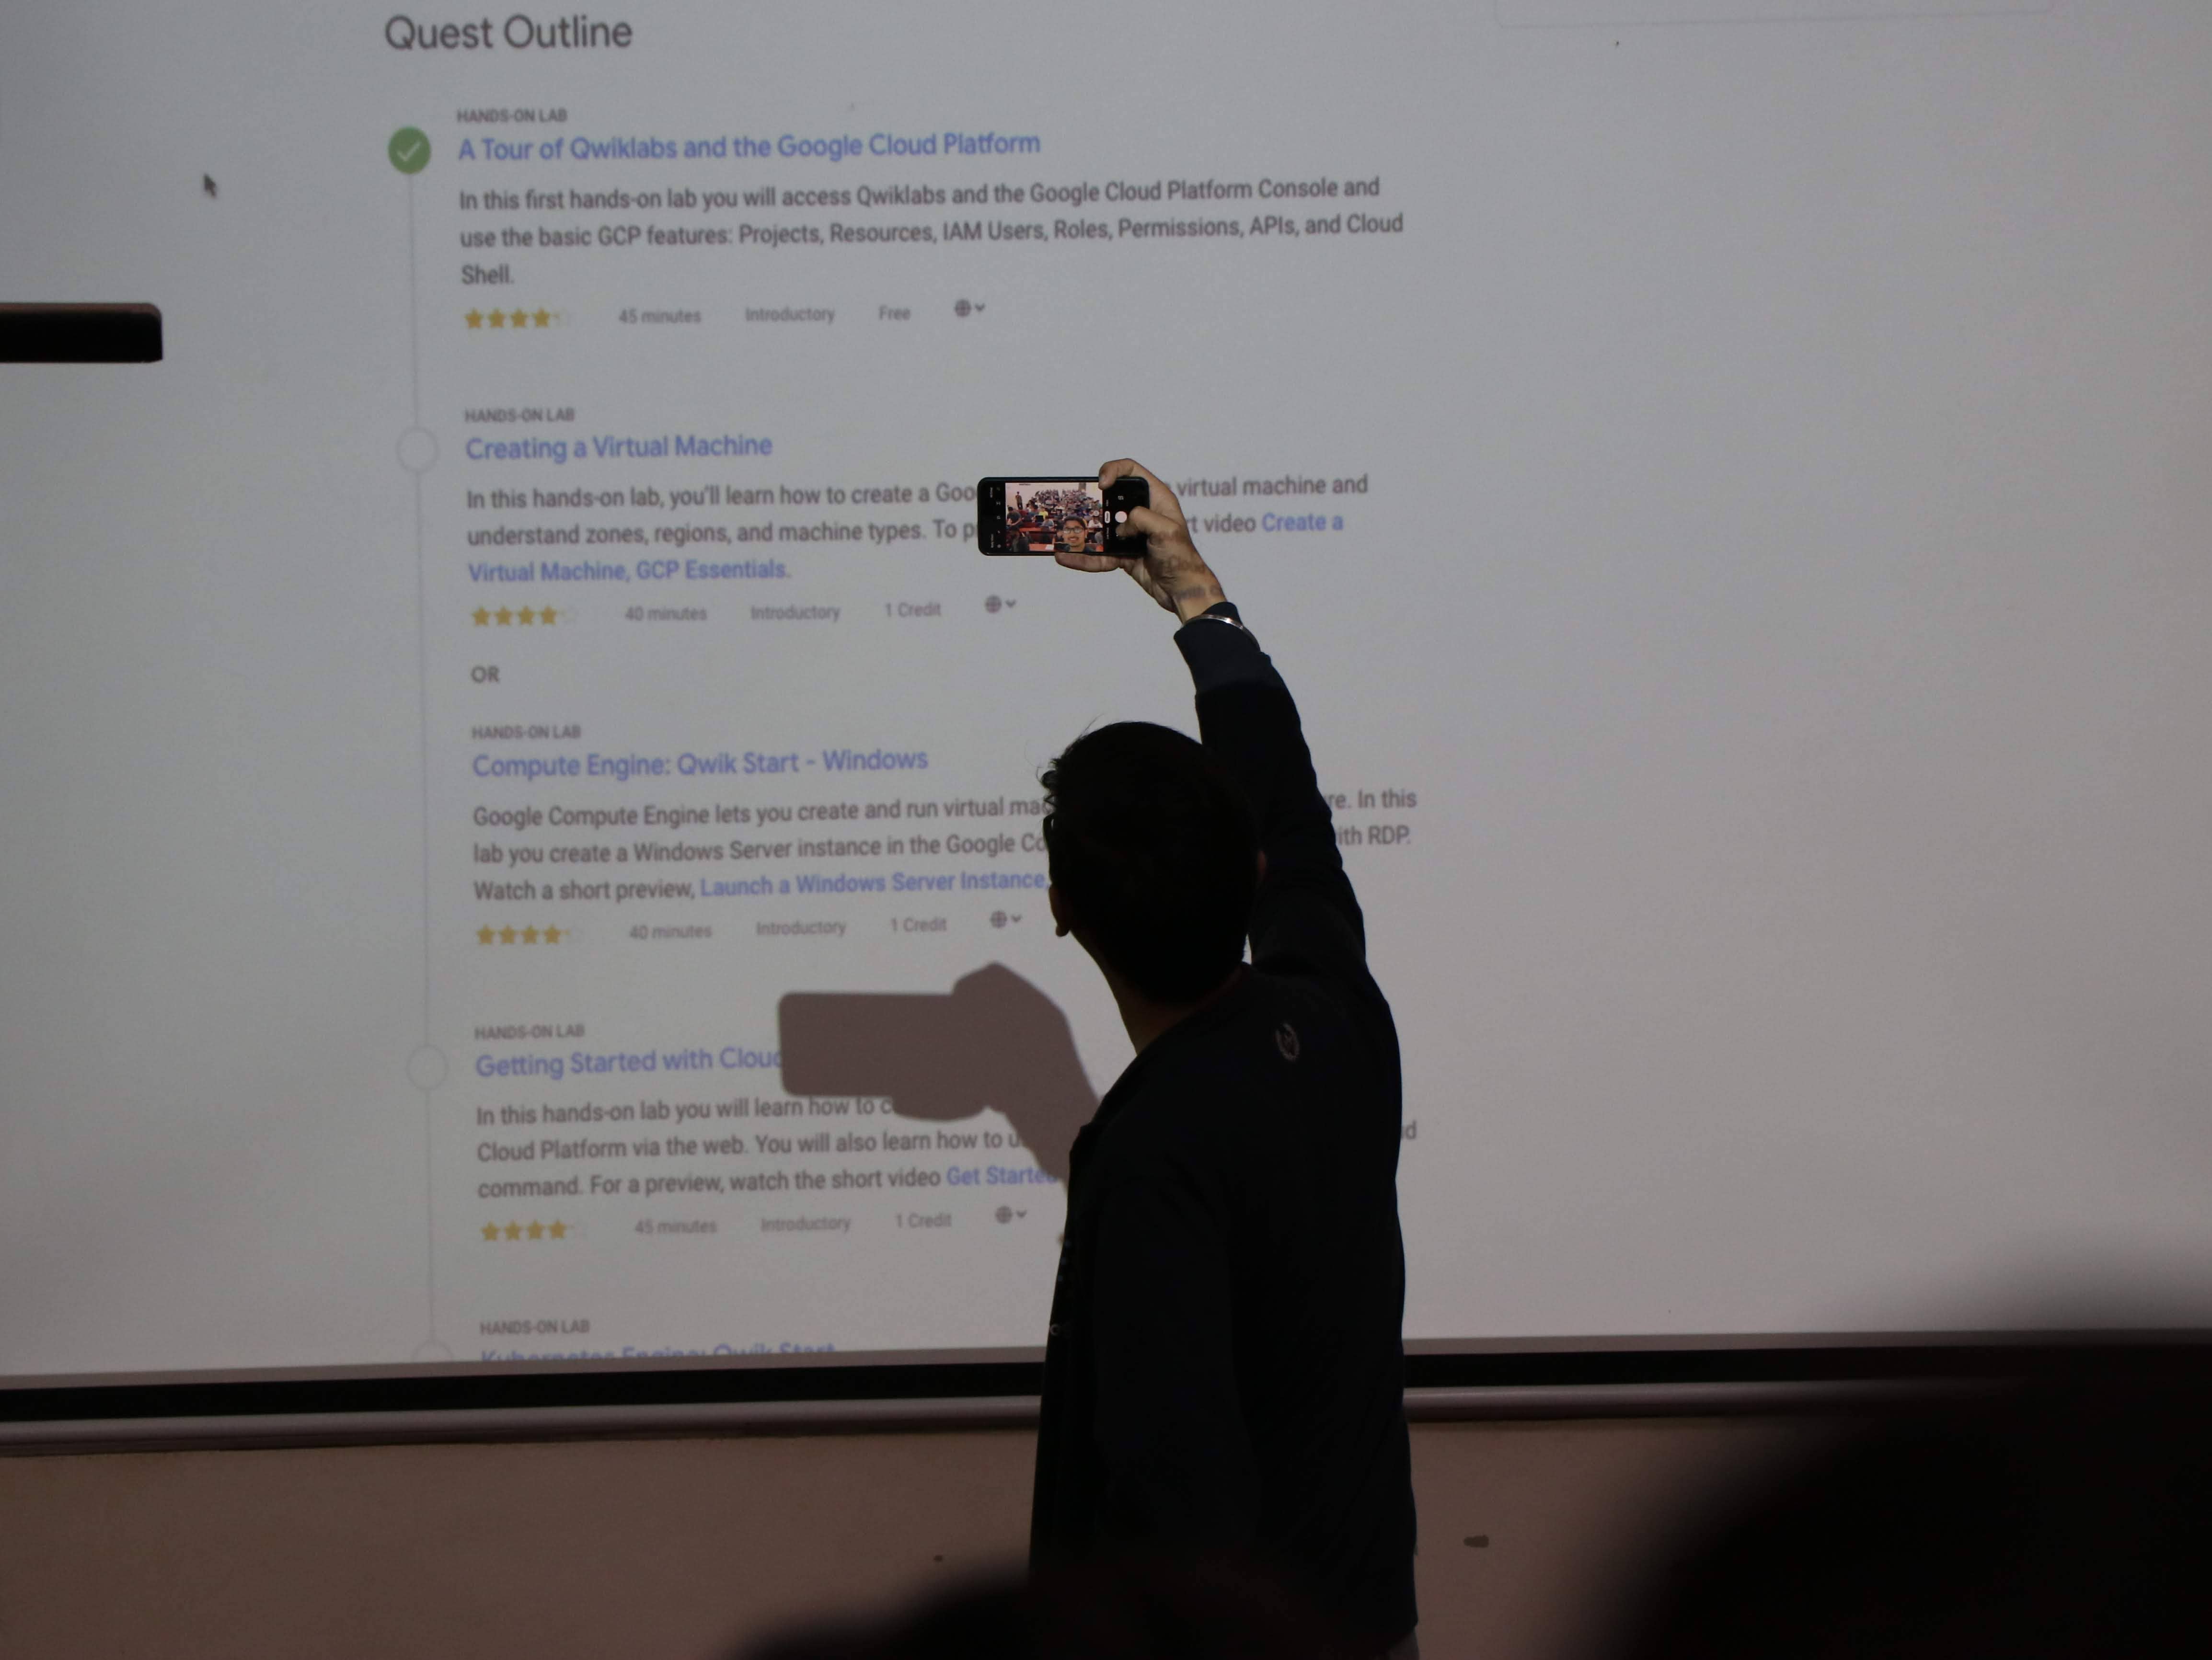 Quest Outline
HANDS-ON LAB
A Tour of Qwiklabs and the Google Cloud Platform
In this first hands-on lab you will access Qwiklabs and the Google Cloud Platform Console and
use the basic GCP features: Projects, Resources, IAM Users, Roles, Permissions, APIs, and Cloud
Shell.
45 minutes Introductory Free
HANDS-ON LAB
Creating a Virtual Machine
In this hands-on lab, you'll learn how to create a Goo virtual machine and
understand zones, regions, and machine types. To video Create a
Virtual Machine, GCP Essentials.
40 minutes Introductory 1 Credit
OR
HANDS-ON LAB
Compute Engine: Qwik Start - Windows
Google Compute Engine lets you create and run virtual In this
lab you create a Windows Server instance in the Google RDP.
Watch a short preview, Launch a Windows Server Instance,
40 minutes Introductory 1 Credit
HANDS-ON LAB
Getting Started with Cloud
In this hands-on lab you will learn how to
Cloud Platform via the web. You will also learn how to
command. For a preview, watch the short video Get Started
45 minutes Introductory 1 Credit
HANDS-ON LAB
Kubernetes Engine: Qwik Start